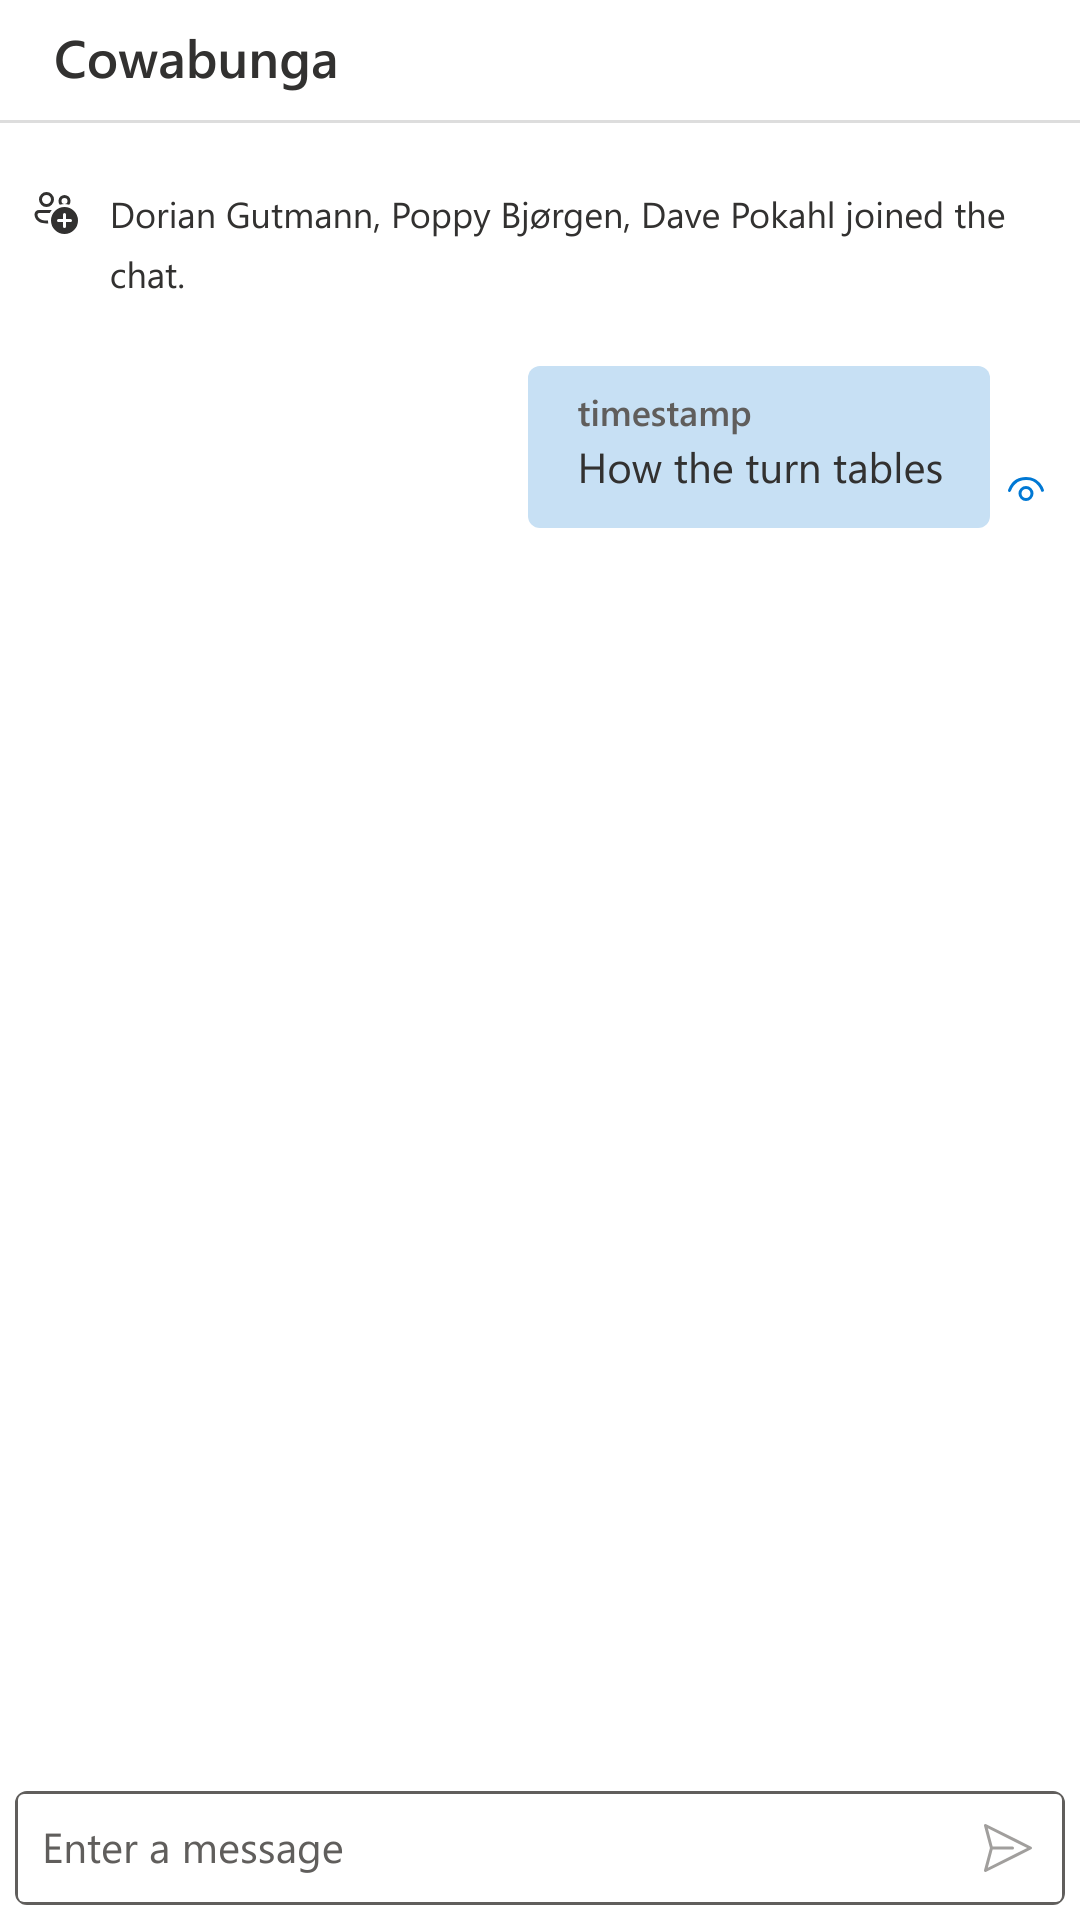 Cowabunga
Dorian Gutmann, Poppy Bjørgen, Dave Pokahl joined the
chat.
timestamp
How the turn tables
Enter a message